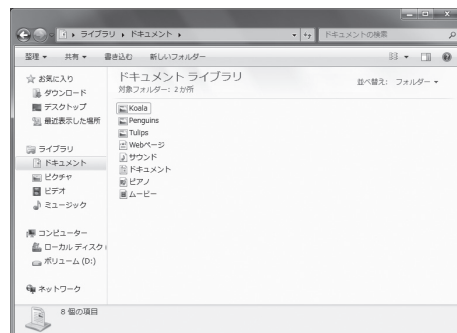 ライブラリ ▸ ドキュメント ▸
ドキュメントの検索
整理 ▾ 共有 ▾ 書き込む 新しいフォルダー
お気に入り
ダウンロード
デスクトップ
最近表示した場所
ライブラリ
ドキュメント
ピクチャ
ビデオ
ミュージック
コンピューター
ローカル ディスク
ボリューム (D:)
ネットワーク
ドキュメント ライブラリ
対象フォルダー: 2か所
並べ替え: フォルダー ▾
Koala
Penguins
Tulips
Webページ
サウンド
ドキュメント
ピアノ
ムービー
8 個の項目